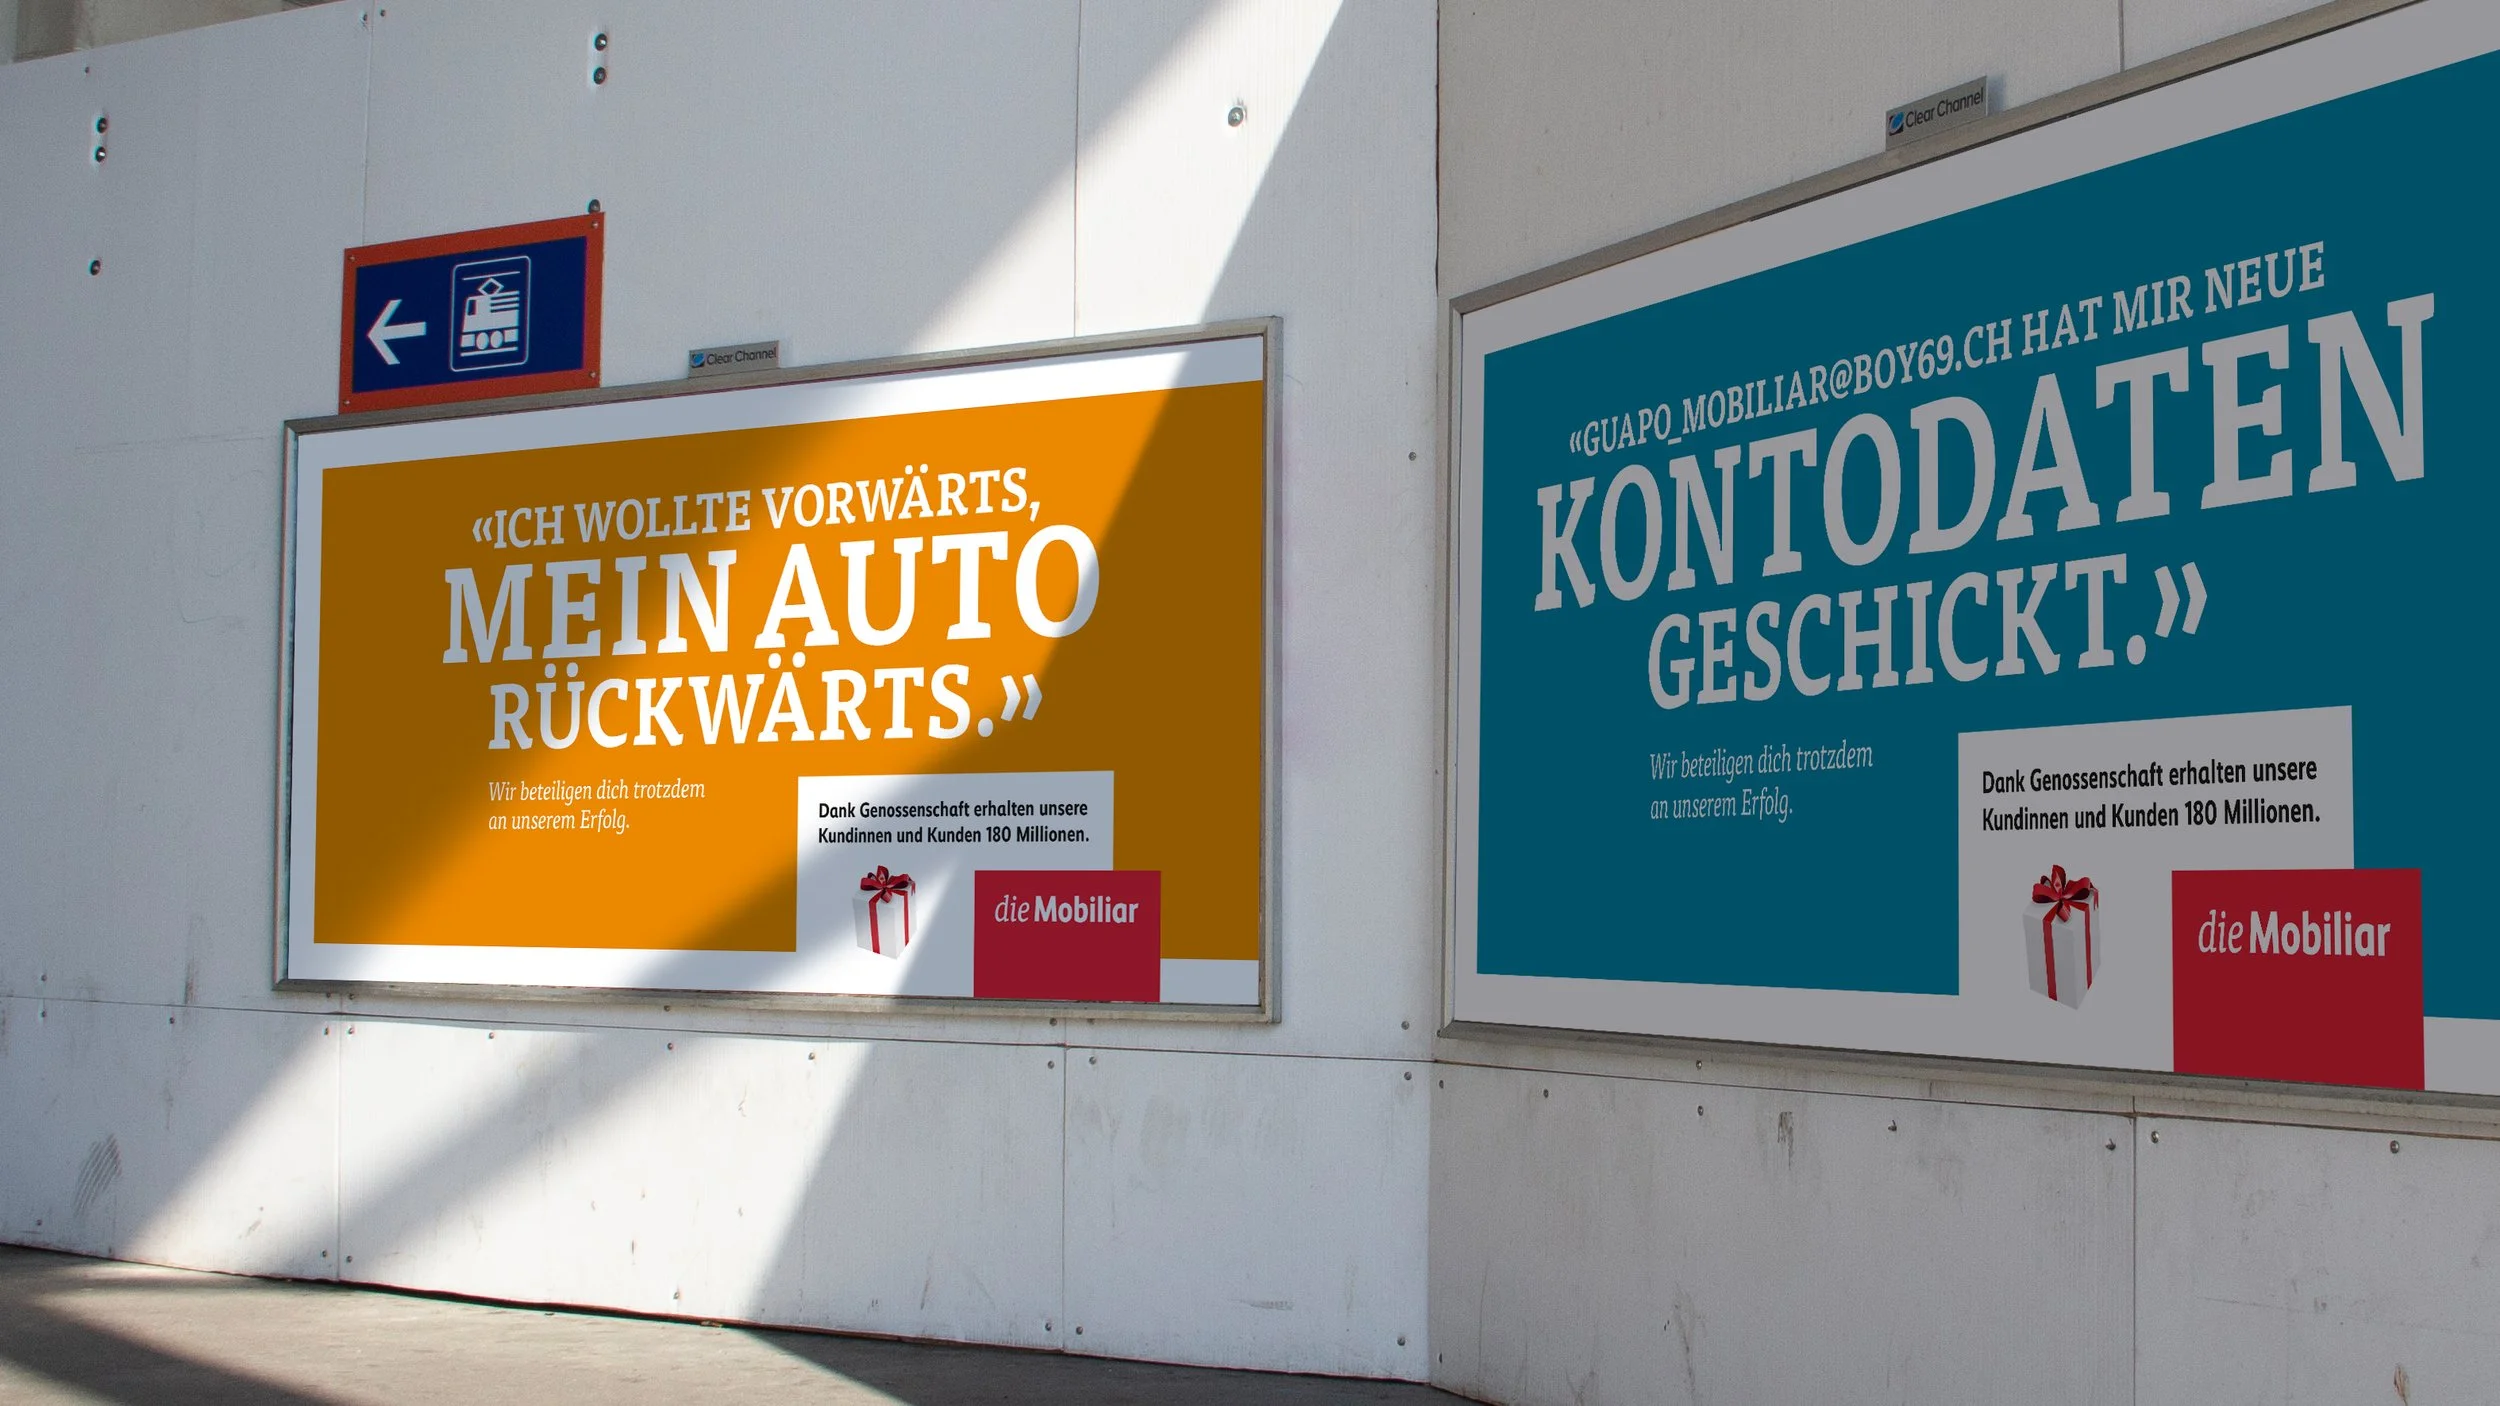 Clear Channel
«ICH WOLLTE VORWÄRTS,
MEIN AUTO
RÜCKWÄRTS.»
Wir beteiligen dich trotzdem
an unserem Erfolg.
Dank Genossenschaft erhalten unsere
Kundinnen und Kunden 180 Millionen.
die Mobiliar
Clear Channel
«GUAPO_MOBILIAR@BOY69.CH HAT MIR NEUE
KONTODATEN
GESCHICKT.»
Wir beteiligen dich trotzdem
an unserem Erfolg.
Dank Genossenschaft erhalten unsere
Kundinnen und Kunden 180 Millionen.
die Mobiliar